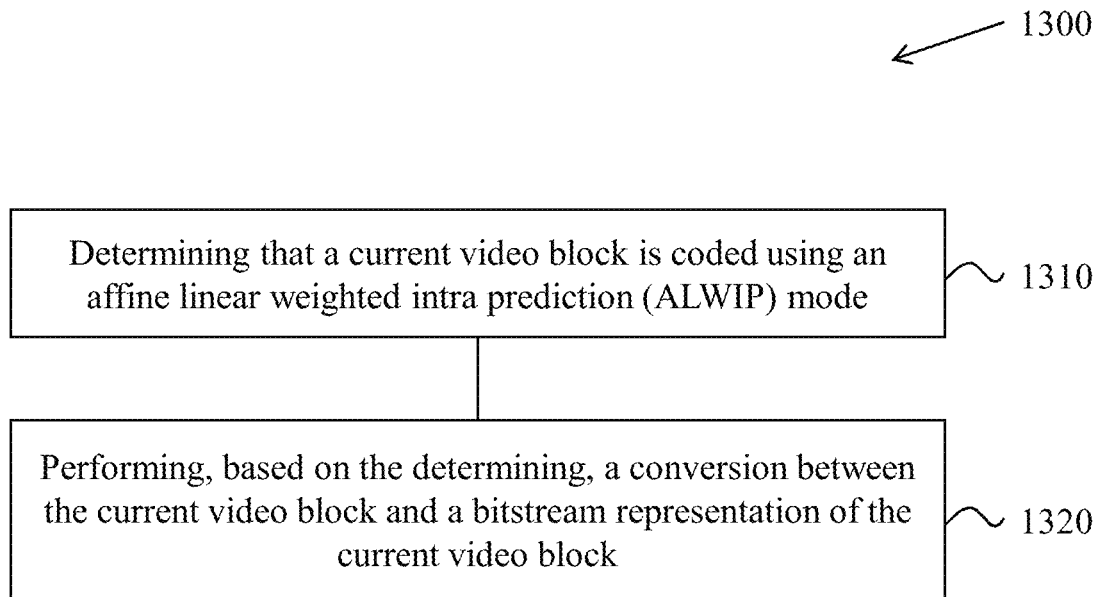 1300
Determining that a current video block is coded using an
affine linear weighted intra prediction (ALWIP) mode
1310
Performing, based on the determining, a conversion between
the current video block and a bitstream representation of the
current video block
1320